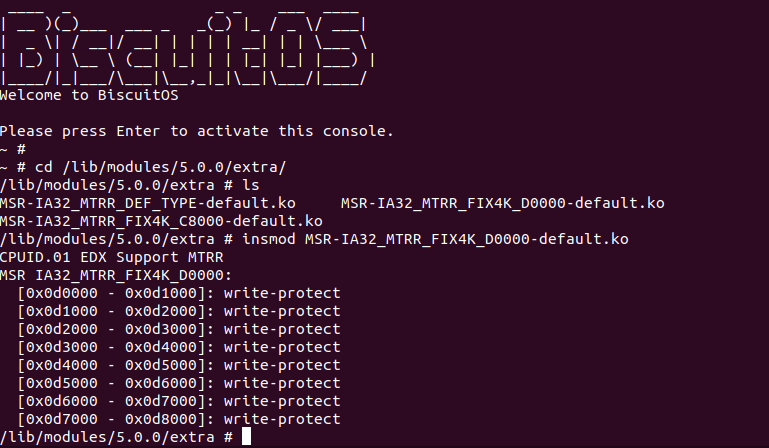 BiscuitOS
Welcome to BiscuitOS
Please press Enter to activate this console.
~ #
~ # cd /lib/modules/5.0.0/extra/
/lib/modules/5.0.0/extra # ls
MSR-IA32_MTRR_DEF_TYPE-default.ko     MSR-IA32_MTRR_FIX4K_D0000-default.ko
MSR-IA32_MTRR_FIX4K_C8000-default.ko
/lib/modules/5.0.0/extra # insmod MSR-IA32_MTRR_FIX4K_D0000-default.ko
CPUID.01 EDX Support MTRR
MSR IA32_MTRR_FIX4K_D0000:
  [0x0d0000 - 0x0d1000]: write-protect
  [0x0d1000 - 0x0d2000]: write-protect
  [0x0d2000 - 0x0d3000]: write-protect
  [0x0d3000 - 0x0d4000]: write-protect
  [0x0d4000 - 0x0d5000]: write-protect
  [0x0d5000 - 0x0d6000]: write-protect
  [0x0d6000 - 0x0d7000]: write-protect
  [0x0d7000 - 0x0d8000]: write-protect
/lib/modules/5.0.0/extra #